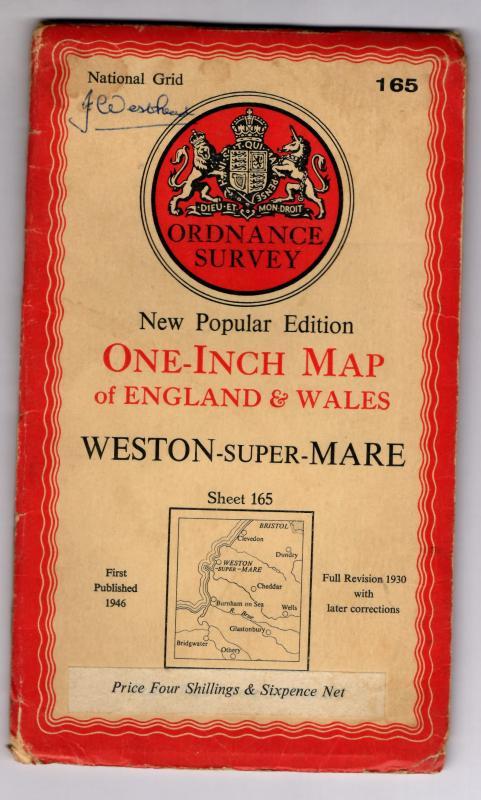 National Grid
165
DIEU·ET MON·DROIT
ORDNANCE
SURVEY
New Popular Edition
ONE-INCH MAP
of ENGLAND & WALES
WESTON-SUPER-MARE
Sheet 165
BRISTOL
Clevedon
Dundry
WESTON
-SUPER-MARE
Cheddar
Burnham on Sea
R. Brue
Wells
Glastonbury
Bridgwater
Othery
First
Published
1946
Full Revision 1930
with
later corrections
Price Four Shillings & Sixpence Net